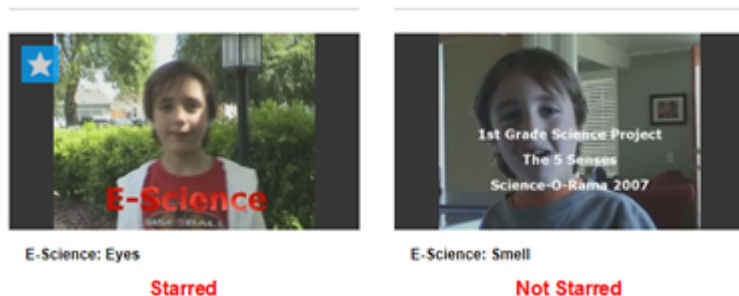 E-Science
BASEBALL
1st Grade Science Project
The 5 Senses
Science-O-Rama 2007
E-Science: Eyes
E-Science: Smell
Starred
Not Starred